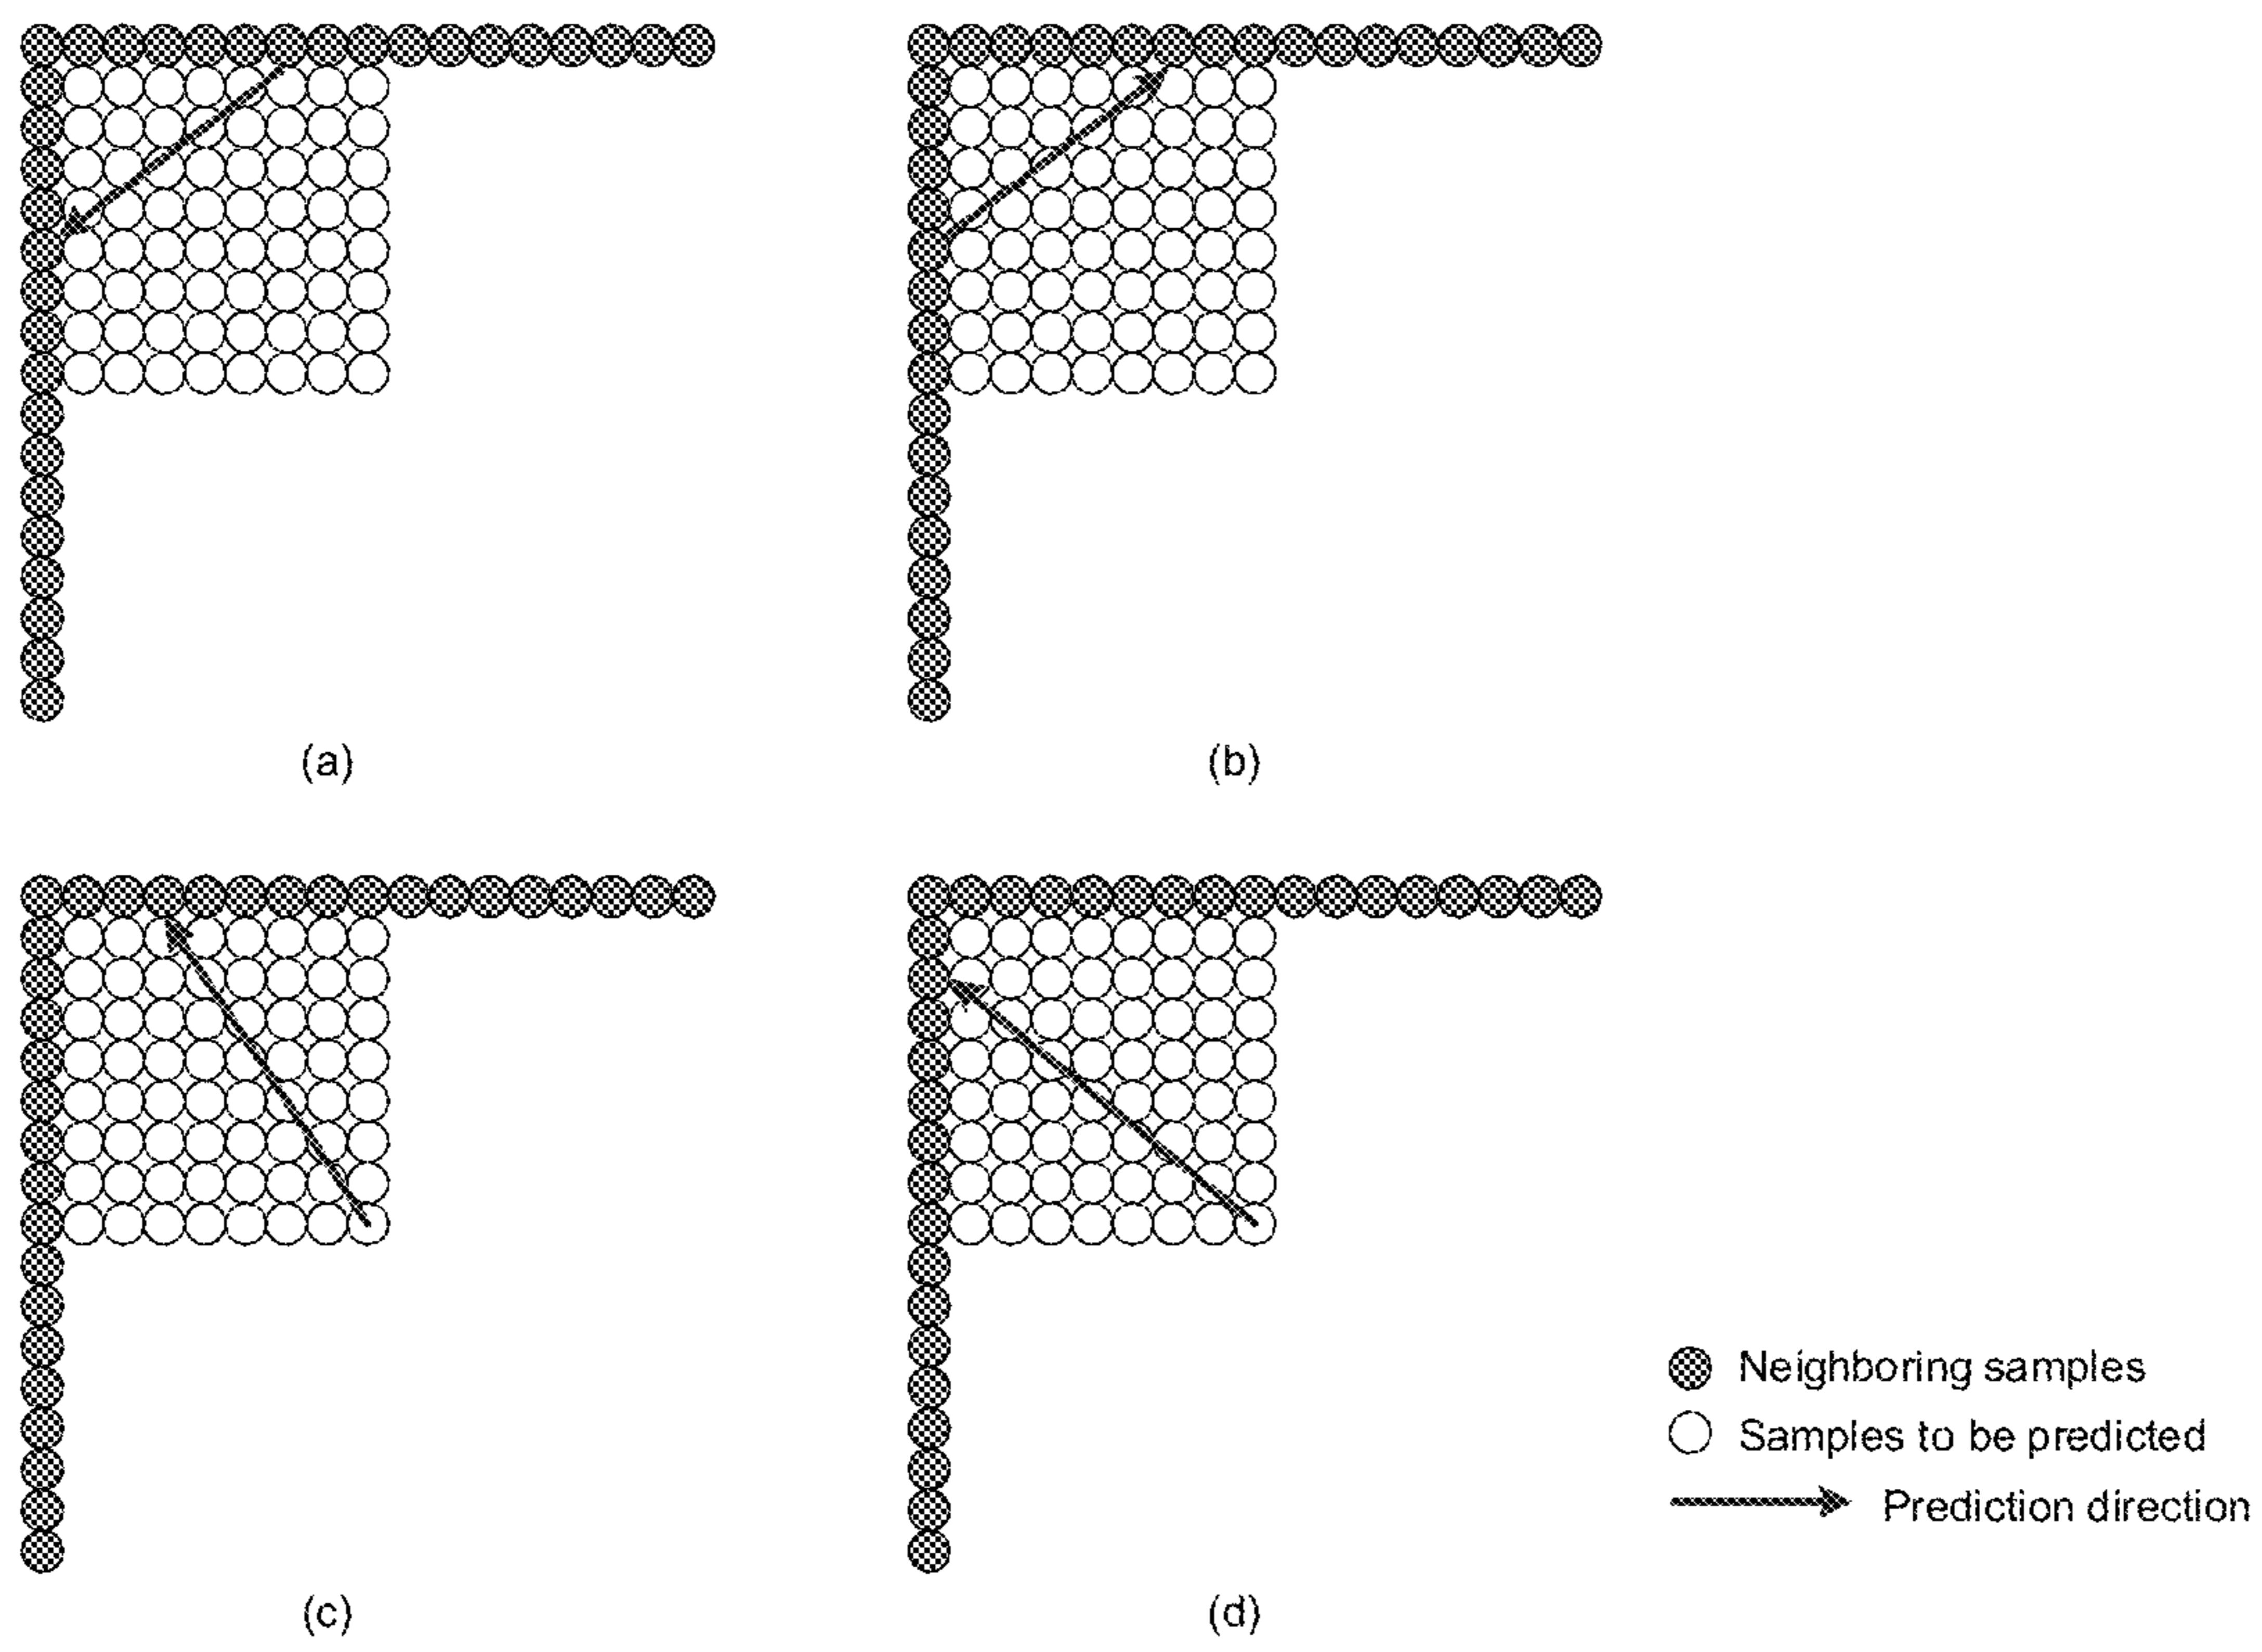 (a)
(b)
(c)
(d)
Neighboring samples
Samples to be predicted
Prediction direction